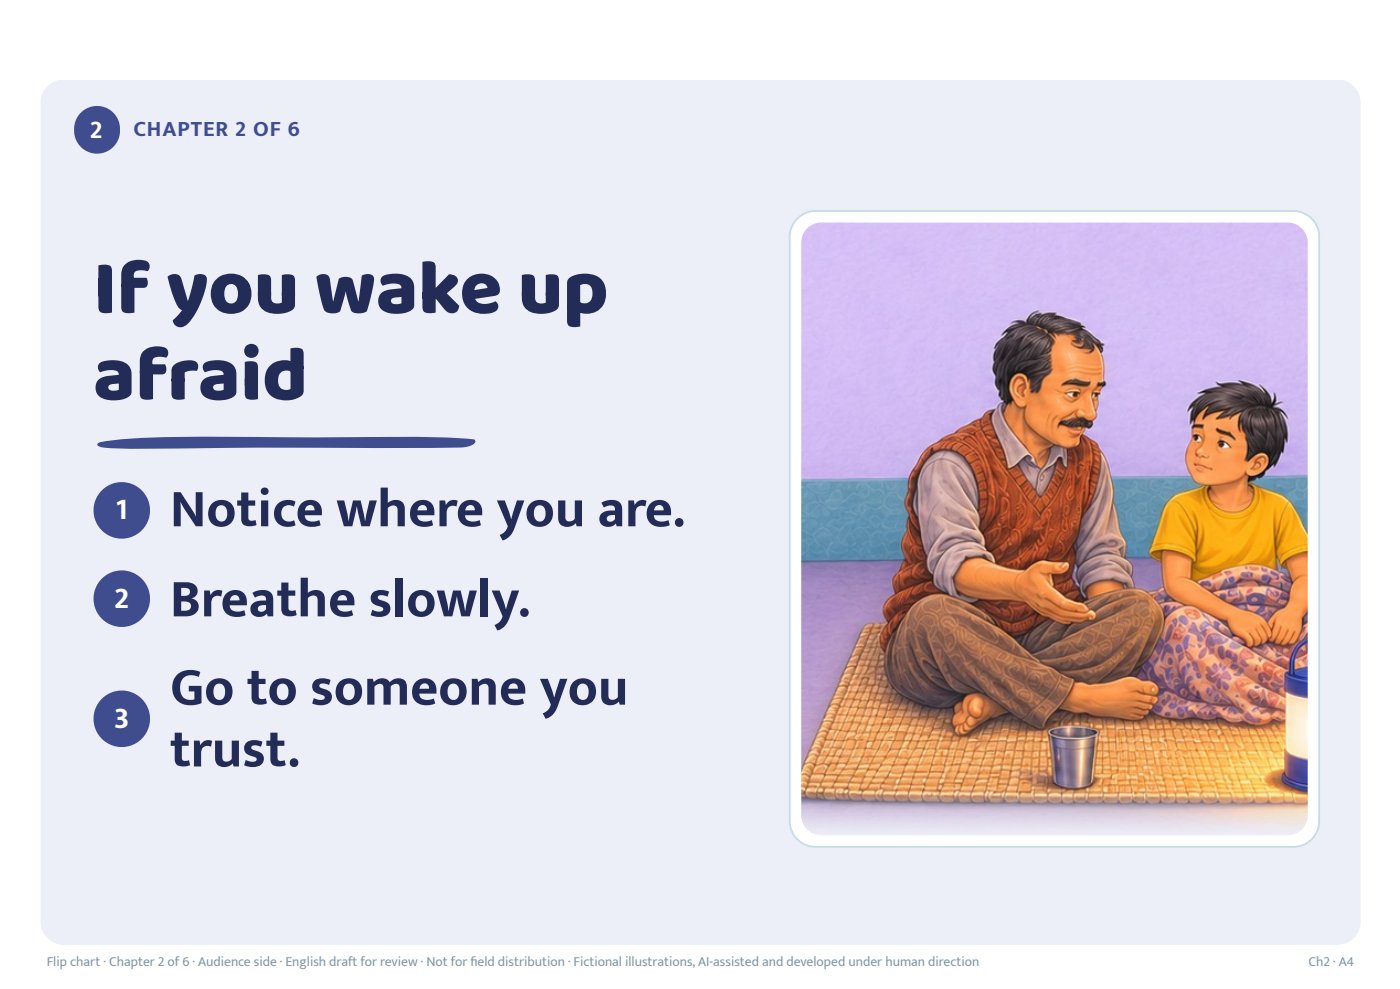 2 CHAPTER 2 OF 6
If you wake up
afraid
1 Notice where you are.
2 Breathe slowly.
3 Go to someone you
trust.
Flip chart · Chapter 2 of 6 · Audience side · English draft for review · Not for field distribution · Fictional illustrations, AI-assisted and developed under human direction
Ch2 · A4